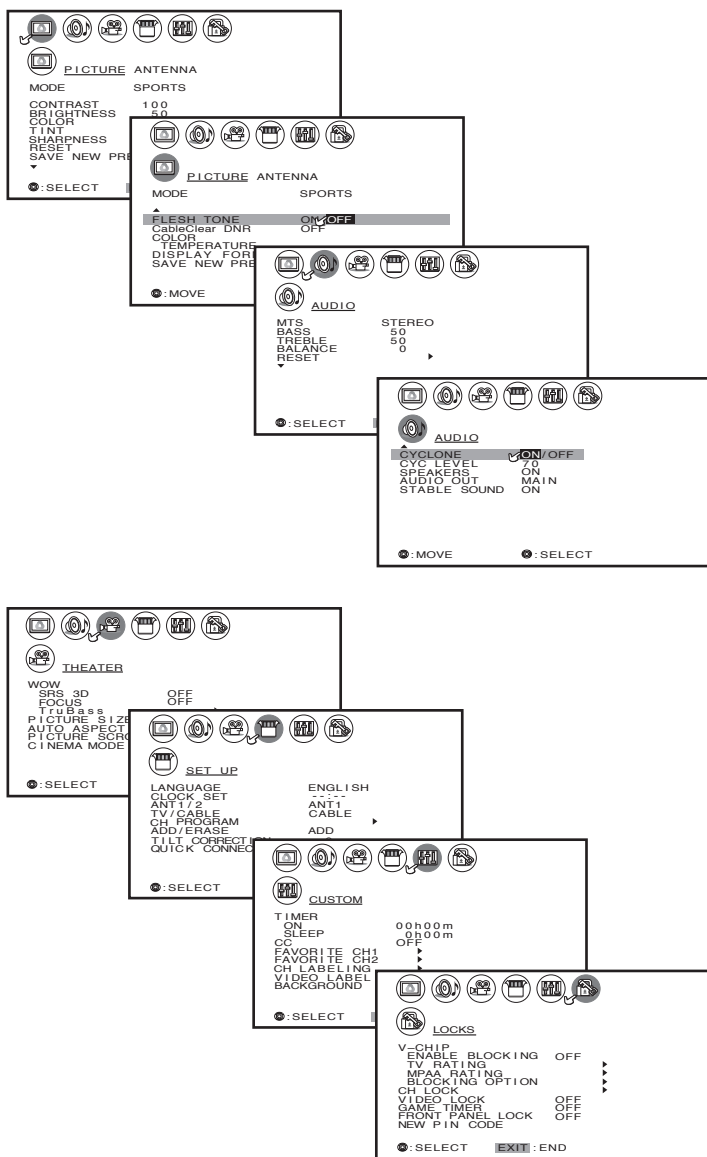 PICTURE ANTENNA
MODE SPORTS
CONTRAST 100
BRIGHTNESS 50
COLOR
TINT
SHARPNESS
RESET
SAVE NEW PRE
:SELECT
PICTURE ANTENNA
MODE SPORTS
FLESH TONE ON OFF
CableClear DNR OFF
COLOR
TEMPERATURE
DISPLAY FOR
SAVE NEW PRE
:MOVE
AUDIO
MTS STEREO
BASS 50
TREBLE 50
BALANCE 0
RESET
:SELECT
AUDIO
CYCLONE ON/OFF
CYC LEVEL 70
SPEAKERS ON
AUDIO OUT MAIN
STABLE SOUND ON
:MOVE :SELECT
THEATER
WOW
SRS 3D OFF
FOCUS OFF
TruBass
PICTURE SIZE
AUTO ASPECT
PICTURE SCRO
CINEMA MODE
:SELECT
SET UP
LANGUAGE ENGLISH
CLOCK SET --:--
ANT1/2 ANT1
TV/CABLE CABLE
CH PROGRAM
ADD/ERASE ADD
TILT CORRECTION
QUICK CONNEC
:SELECT
CUSTOM
TIMER
ON 00h00m
SLEEP 0h00m
CC OFF
FAVORITE CH1
FAVORITE CH2
CH LABELING
VIDEO LABEL
BACKGROUND
:SELECT
LOCKS
V-CHIP
ENABLE BLOCKING OFF
TV RATING
MPAA RATING
BLOCKING OPTION
CH LOCK
VIDEO LOCK OFF
GAME TIMER OFF
FRONT PANEL LOCK OFF
NEW PIN CODE
:SELECT EXIT :END